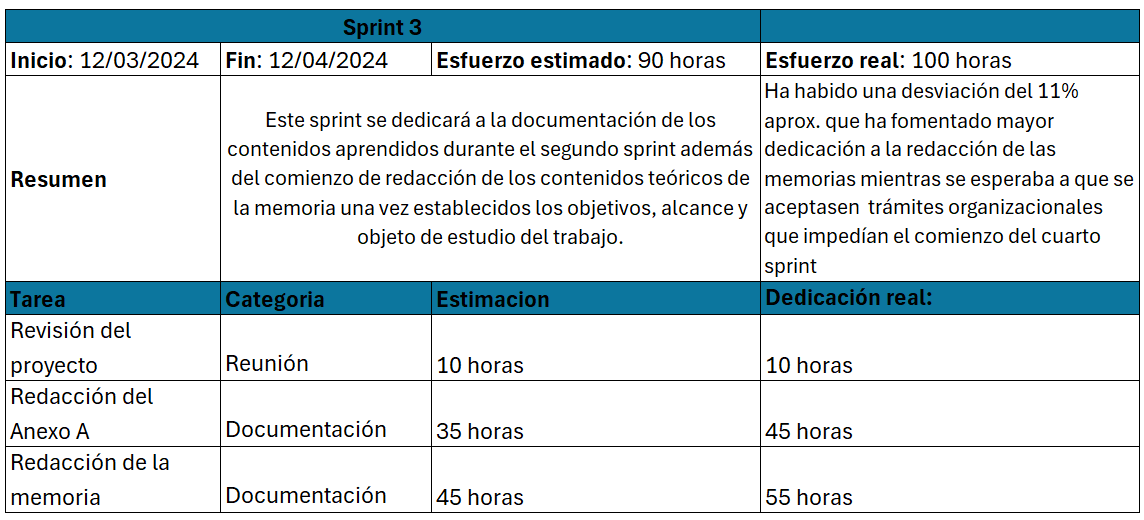 Sprint 3
Inicio: 12/03/2024 Fin: 12/04/2024 Esfuerzo estimado: 90 horas Esfuerzo real: 100 horas
Resumen
Este sprint se dedicará a la documentación de los
contenidos aprendidos durante el segundo sprint además
del comienzo de redacción de los contenidos teóricos de
la memoria una vez establecidos los objetivos, alcance y
objeto de estudio del trabajo.
Ha habido una desviación del 11%
aprox. que ha fomentado mayor
dedicación a la redacción de las
memorias mientras se esperaba a que se
aceptasen  trámites organizacionales
que impedían el comienzo del cuarto
sprint
Tarea Categoria Estimacion Dedicación real:
Revisión del
proyecto Reunión 10 horas 10 horas
Redacción del
Anexo A Documentación 35 horas 45 horas
Redacción de la
memoria Documentación 45 horas 55 horas